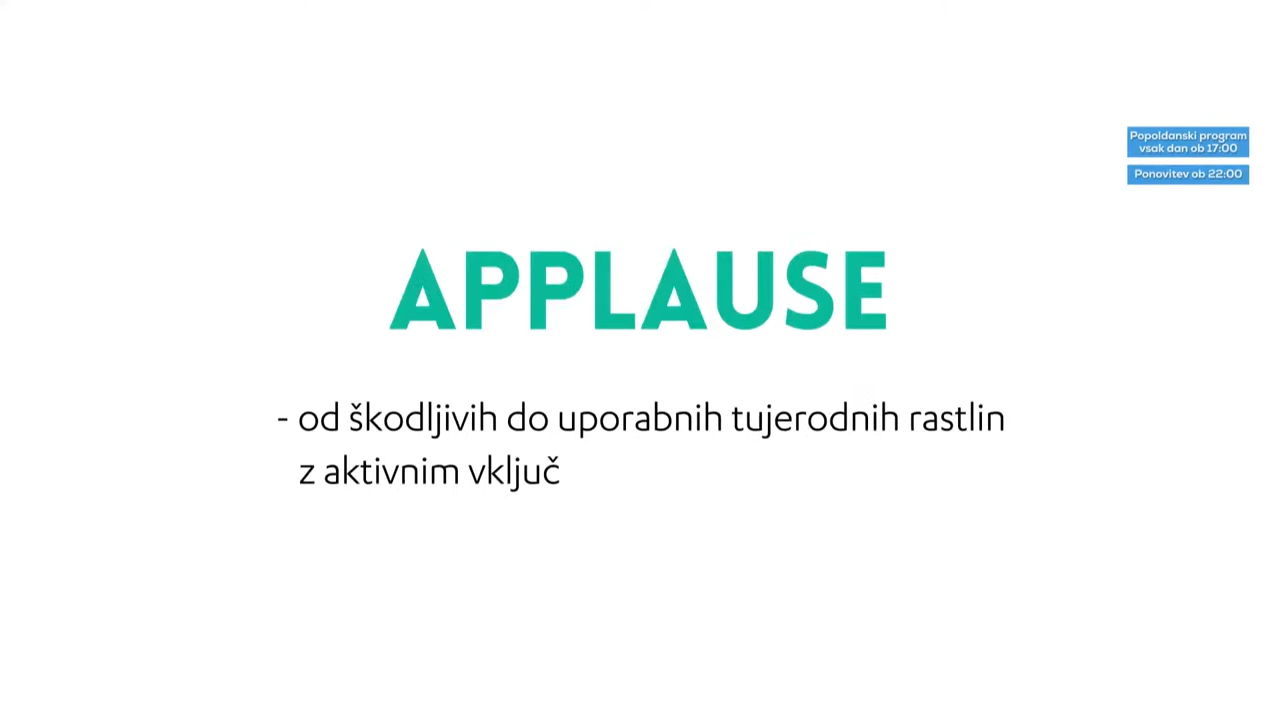 Popoldanski program
vsak dan ob 17:00
Ponovitev ob 22:00
APPLAUSE
- od škodljivih do uporabnih tujerodnih rastlin
z aktivnim vključ